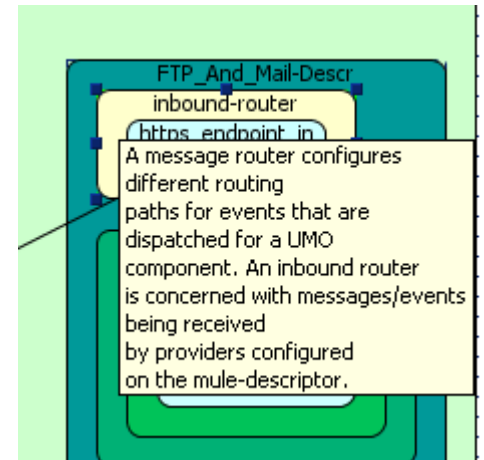 FTP_And_Mail-Descr
inbound-router
https_endpoint_in
A message router configures
different routing
paths for events that are
dispatched for a UMO
component. An inbound router
is concerned with messages/events
being received
by providers configured
on the mule-descriptor.